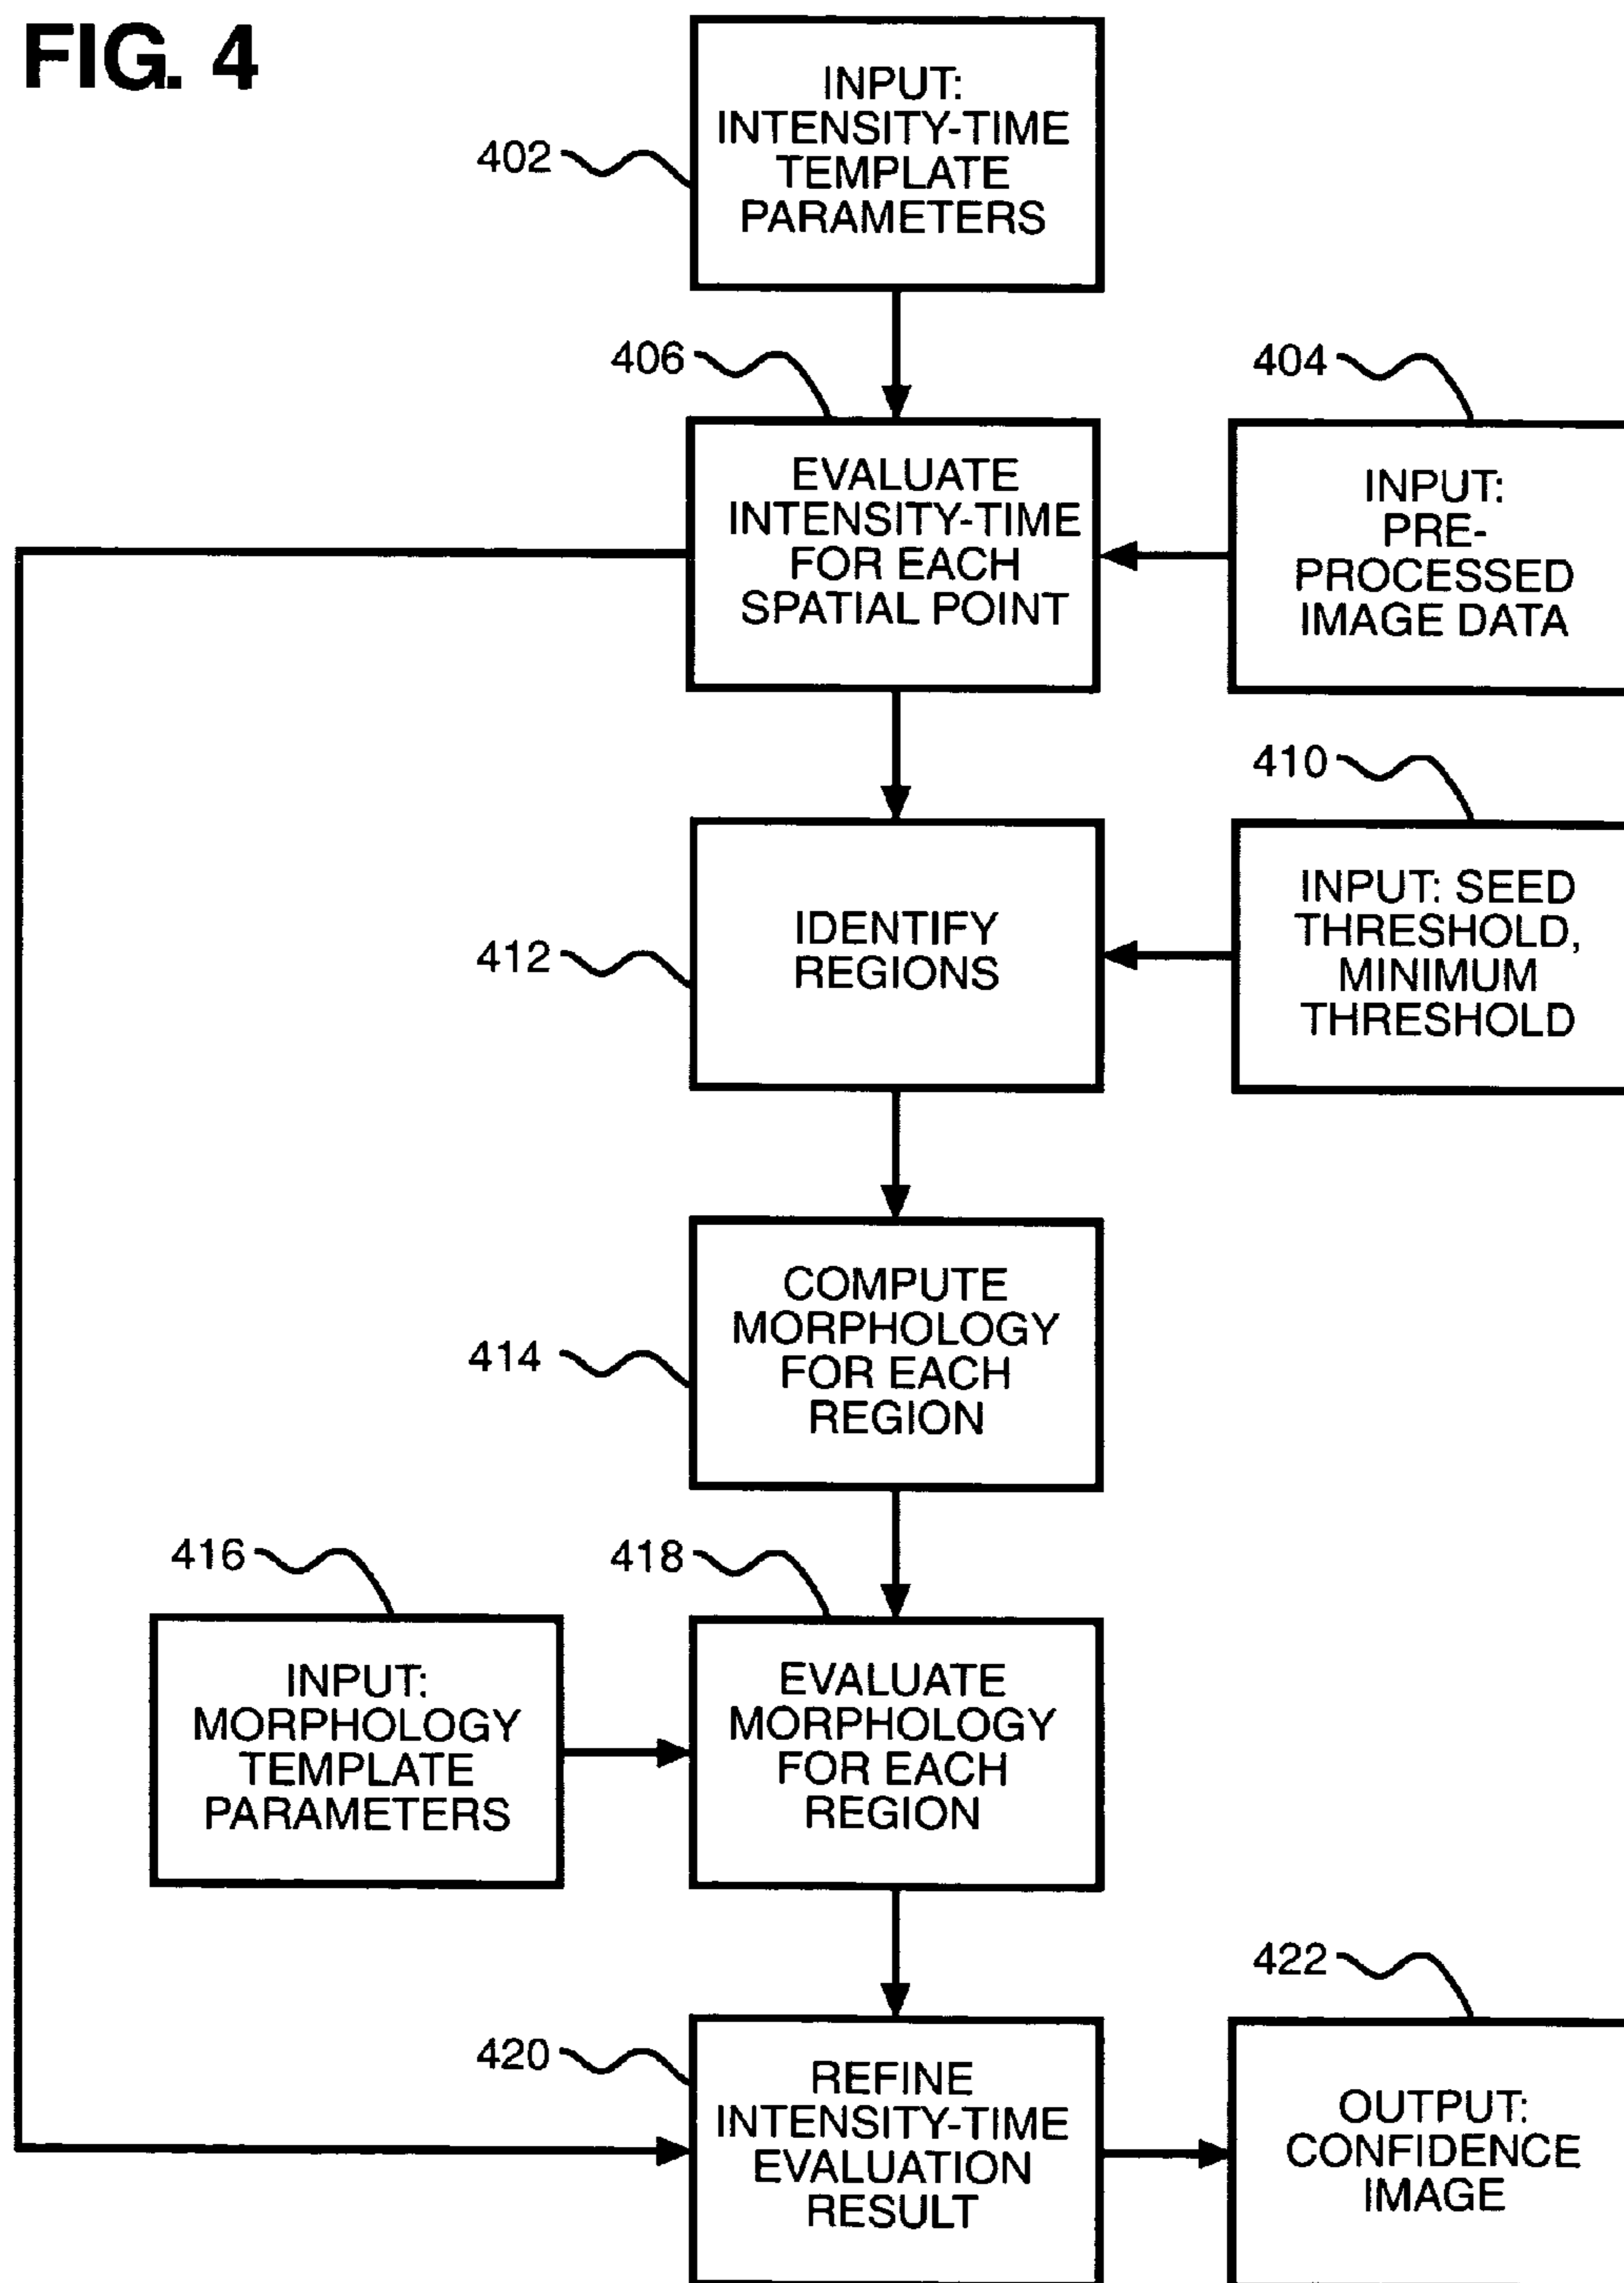 FIG. 4
INPUT:
INTENSITY-TIME
TEMPLATE
PARAMETERS
402
406
404
EVALUATE
INTENSITY-TIME
FOR EACH
SPATIAL POINT
INPUT:
PRE-
PROCESSED
IMAGE DATA
410
IDENTIFY
REGIONS
412
INPUT: SEED
THRESHOLD,
MINIMUM
THRESHOLD
COMPUTE
MORPHOLOGY
FOR EACH
REGION
414
416
418
INPUT:
MORPHOLOGY
TEMPLATE
PARAMETERS
EVALUATE
MORPHOLOGY
FOR EACH
REGION
422
420
REFINE
INTENSITY-TIME
EVALUATION
RESULT
OUTPUT:
CONFIDENCE
IMAGE